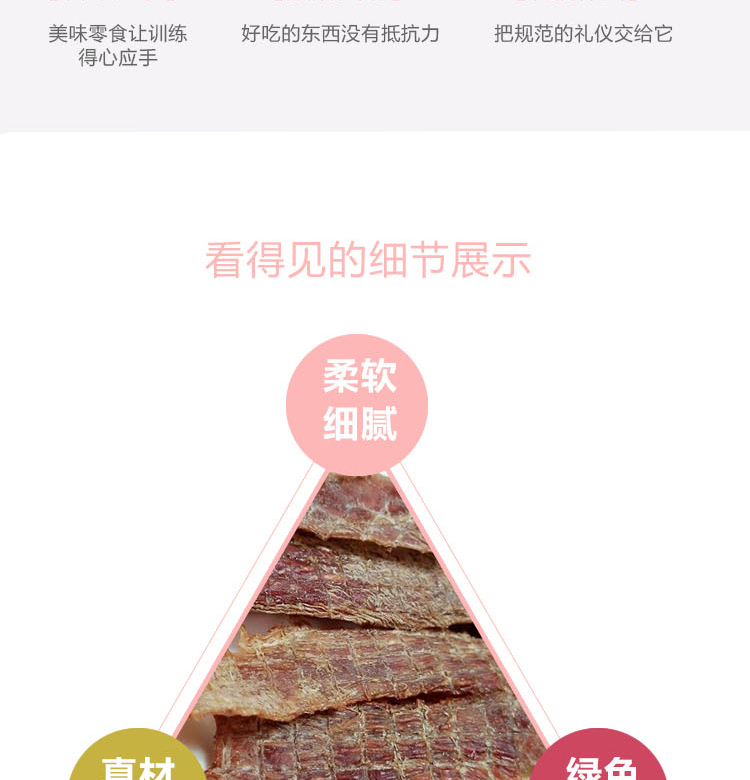 美味零食让训练
得心应手
好吃的东西没有抵抗力
把规范的礼仪交给它
看得见的细节展示
柔软
细腻
真材
绿色